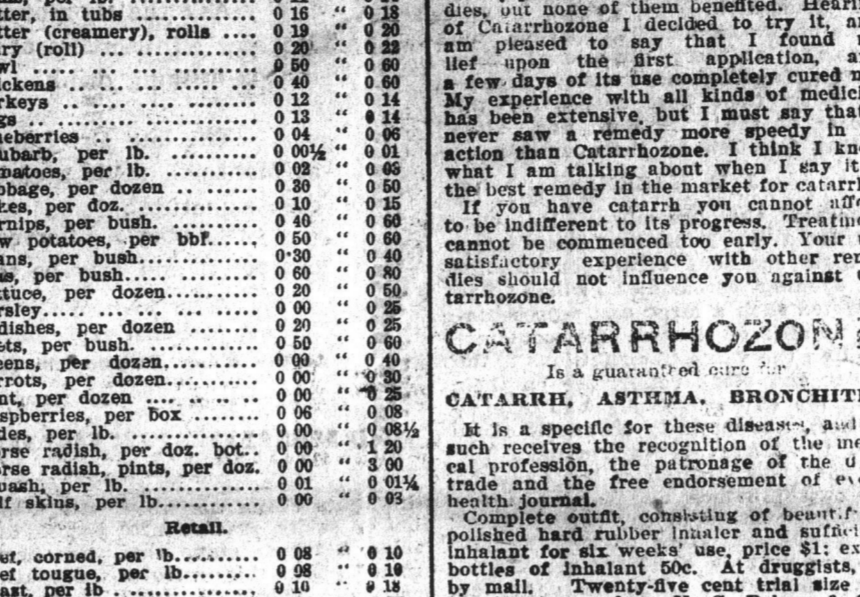 tter, in tubs ............. 0 16 " 0 18
tter (creamery), rolls .... 0 19 " 0 20
ry (roll) ................. 0 20 " 0 22
wl ........................ 0 50 " 0 60
ickens .................... 0 40 " 0 60
rkeys ..................... 0 12 " 0 14
gs ........................ 0 13 " 0 14
ueberries ................. 0 04 " 0 06
ubarb, per lb. ............ 0 00½ " 0 01
matoes, per lb. ........... 0 02 " 0 03
bbage, per dozen .......... 0 30 " 0 50
kes, per doz. ............. 0 10 " 0 15
rnips, per bush. .......... 0 40 " 0 60
w potatoes, per bbf....... 0 50 " 0 60
ans, per bush............. 0 30 " 0 40
as, per bush.............. 0 60 " 0 80
ttuce, per dozen.......... 0 20 " 0 50
rsley..................... 0 00 " 0 25
dishes, per dozen ........ 0 20 " 0 25
ets, per bush. ........... 0 50 " 0 60
eens, per dozen........... 0 00 " 0 40
rrots, per dozen.......... 0 00 " 0 30
nt, per dozen ............ 0 00 " 0 25
spberries, per box ....... 0 06 " 0 08
des, per lb. ............. 0 00 " 0 08½
orse radish, per doz. bot.. 0 00 " 1 20
rse radish, pints, per doz. 0 00 " 3 00
uash, per lb. ............ 0 01 " 0 01¼
lf skins, per lb.......... 0 00 " 0 03
Retail.
ef, corned, per lb........ 0 08 " 0 10
ef tougue, per lb......... 0 08 " 0 10
ast, per lb .............. 0 10 " 0 18
dies, but none of them benefited. Heari
of Catarrhozone I decided to try it, a
am pleased to say that I found
lief upon the first application, a
a few days of its use completely cured m
My experience with all kinds of medic
has been extensive, but I must say that
never saw a remedy more speedy in
action than Catarrhozone. I think I kn
what I am talking about when I say it
the best remedy in the market for catarrh
If you have catarrh you cannot affo
to be indifferent to its progress. Treatm
cannot be commenced too early. Your
satisfactory experience with other rem
dies should not influence you against
tarrhozone.
CATARRHOZON
Is a guaranteed cure for
CATARRH, ASTHMA, BRONCHITI
It is a specific for these diseases, and
such receives the recognition of the me
cal profession, the patronage of the
trade and the free endorsement of ev
health journal.
Complete outfit, consisting of beautif
polished hard rubber inhaler and suffici
inhalant for six weeks' use, price $1; ex
bottles of inhalant 50c. At druggists,
by mail. Twenty-five cent trial size